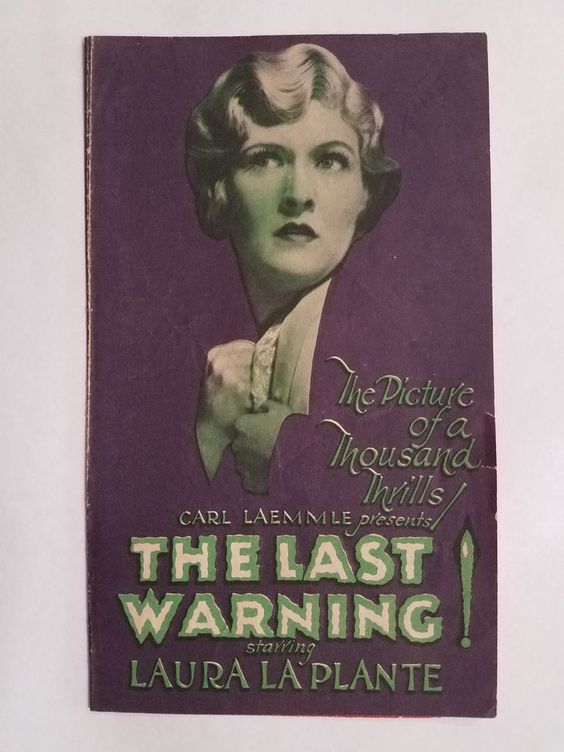 The Picture
of a
Thousand
Thrills!
CARL LAEMMLE presents
THE LAST
WARNING!
starring
LAURA LA PLANTE